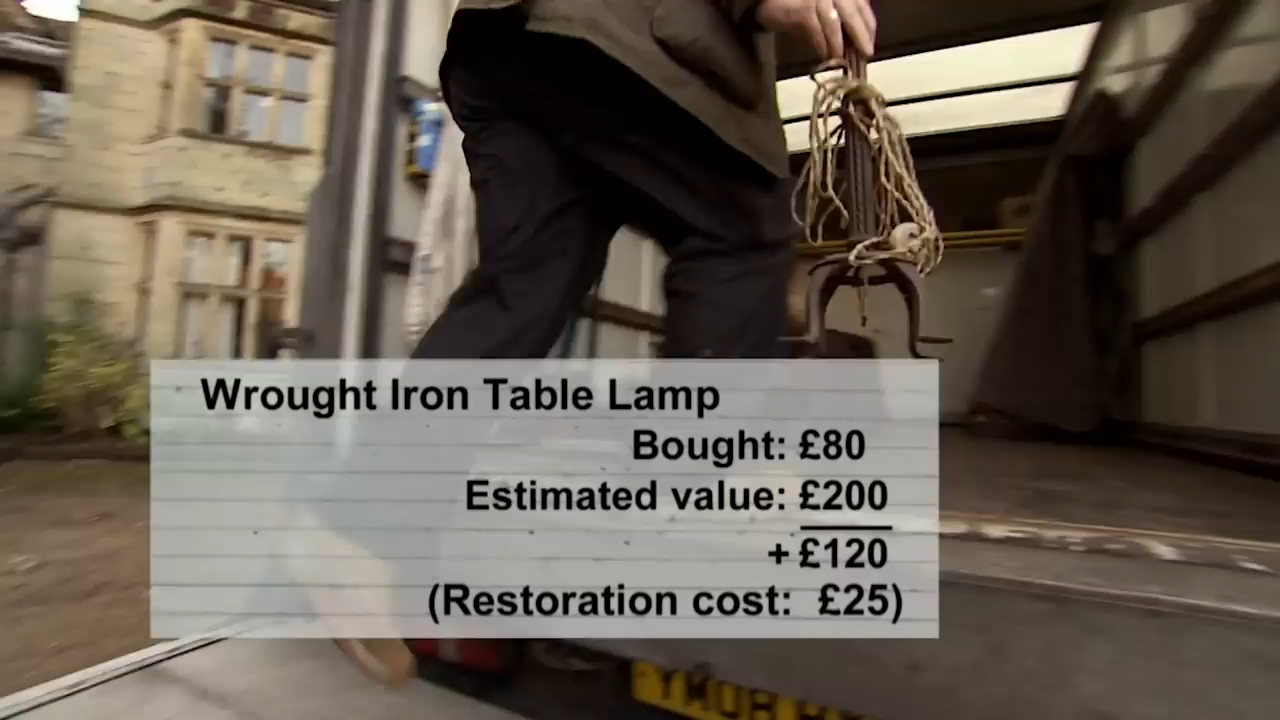 Wrought Iron Table Lamp
Bought: £80
Estimated value: £200
+ £120
(Restoration cost: £25)